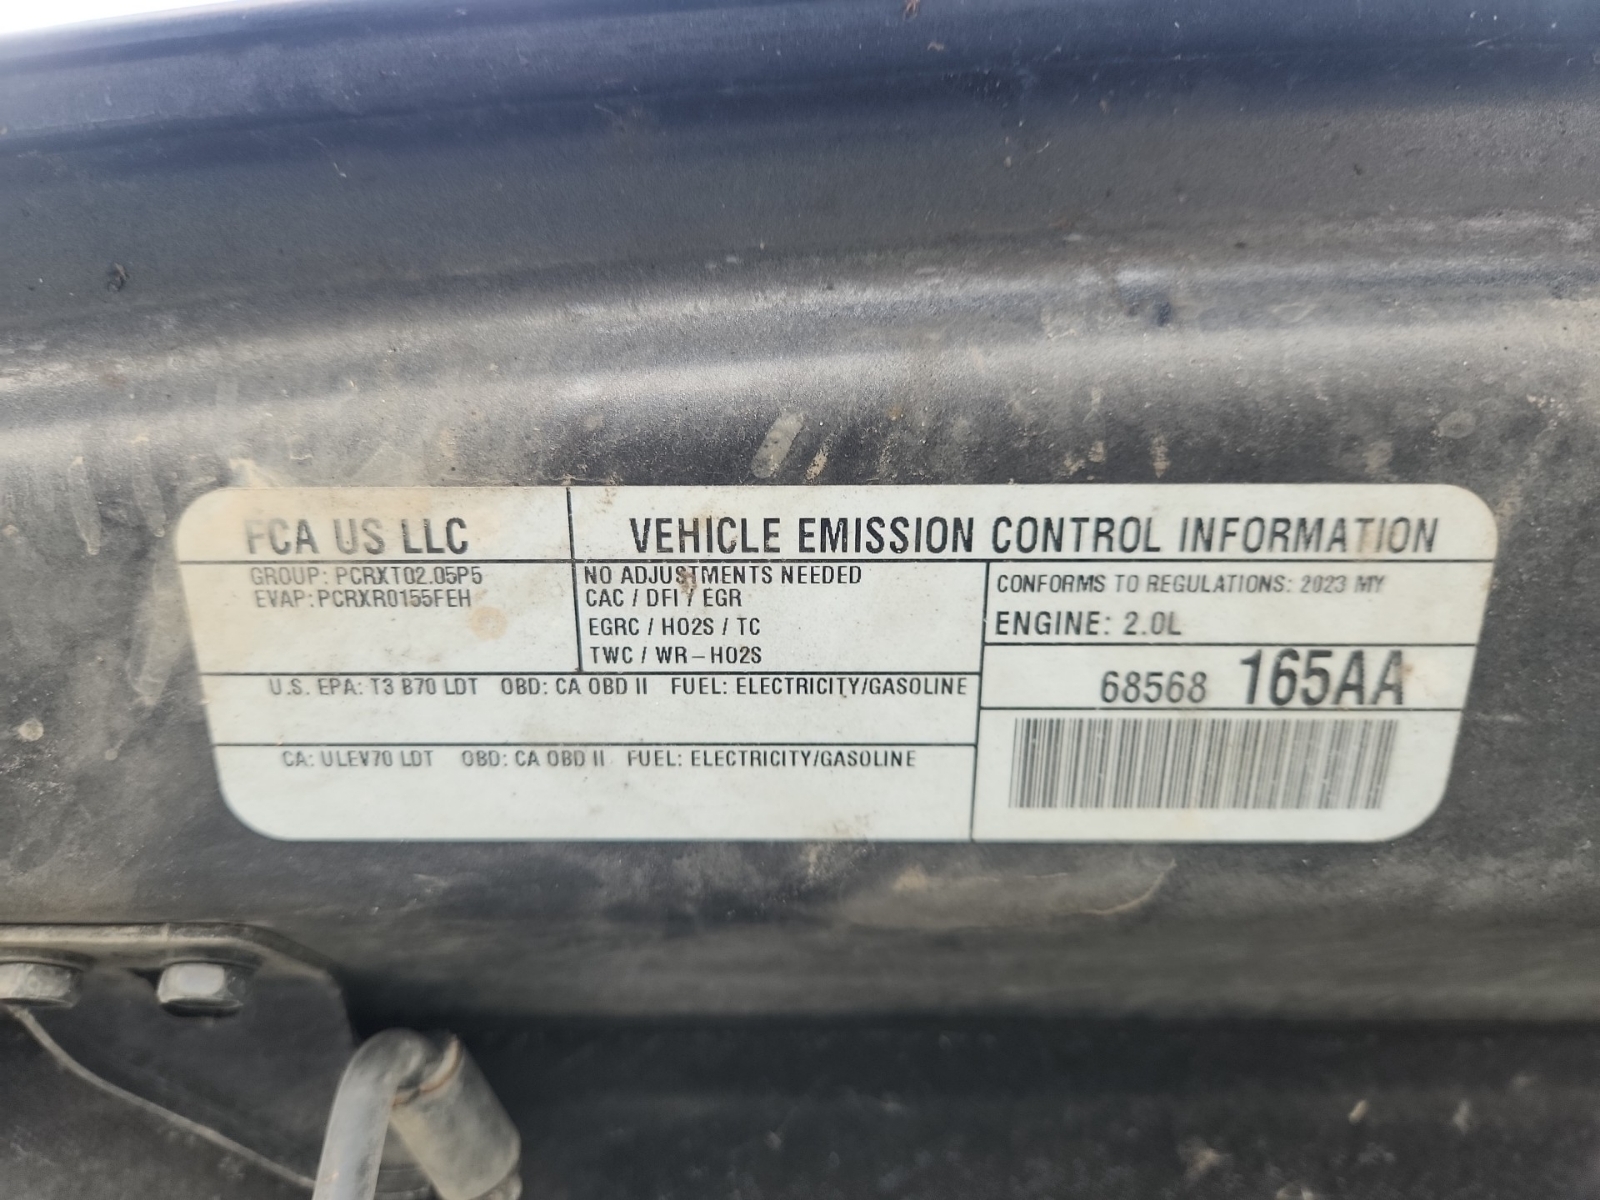 FCA US LLC
VEHICLE EMISSION CONTROL INFORMATION
GROUP: PCRXT02.05P5
EVAP: PCRXR0155FEH
NO ADJUSTMENTS NEEDED
CAC / DFI / EGR
EGRC / HO2S / TC
TWC / WR-HO2S
CONFORMS TO REGULATIONS: 2023 MY
ENGINE: 2.0L
68568 165AA
U.S. EPA: T3 B70 LDT OBD: CA OBD II FUEL: ELECTRICITY/GASOLINE
CA: ULEV70 LDT OBD: CA OBD II FUEL: ELECTRICITY/GASOLINE